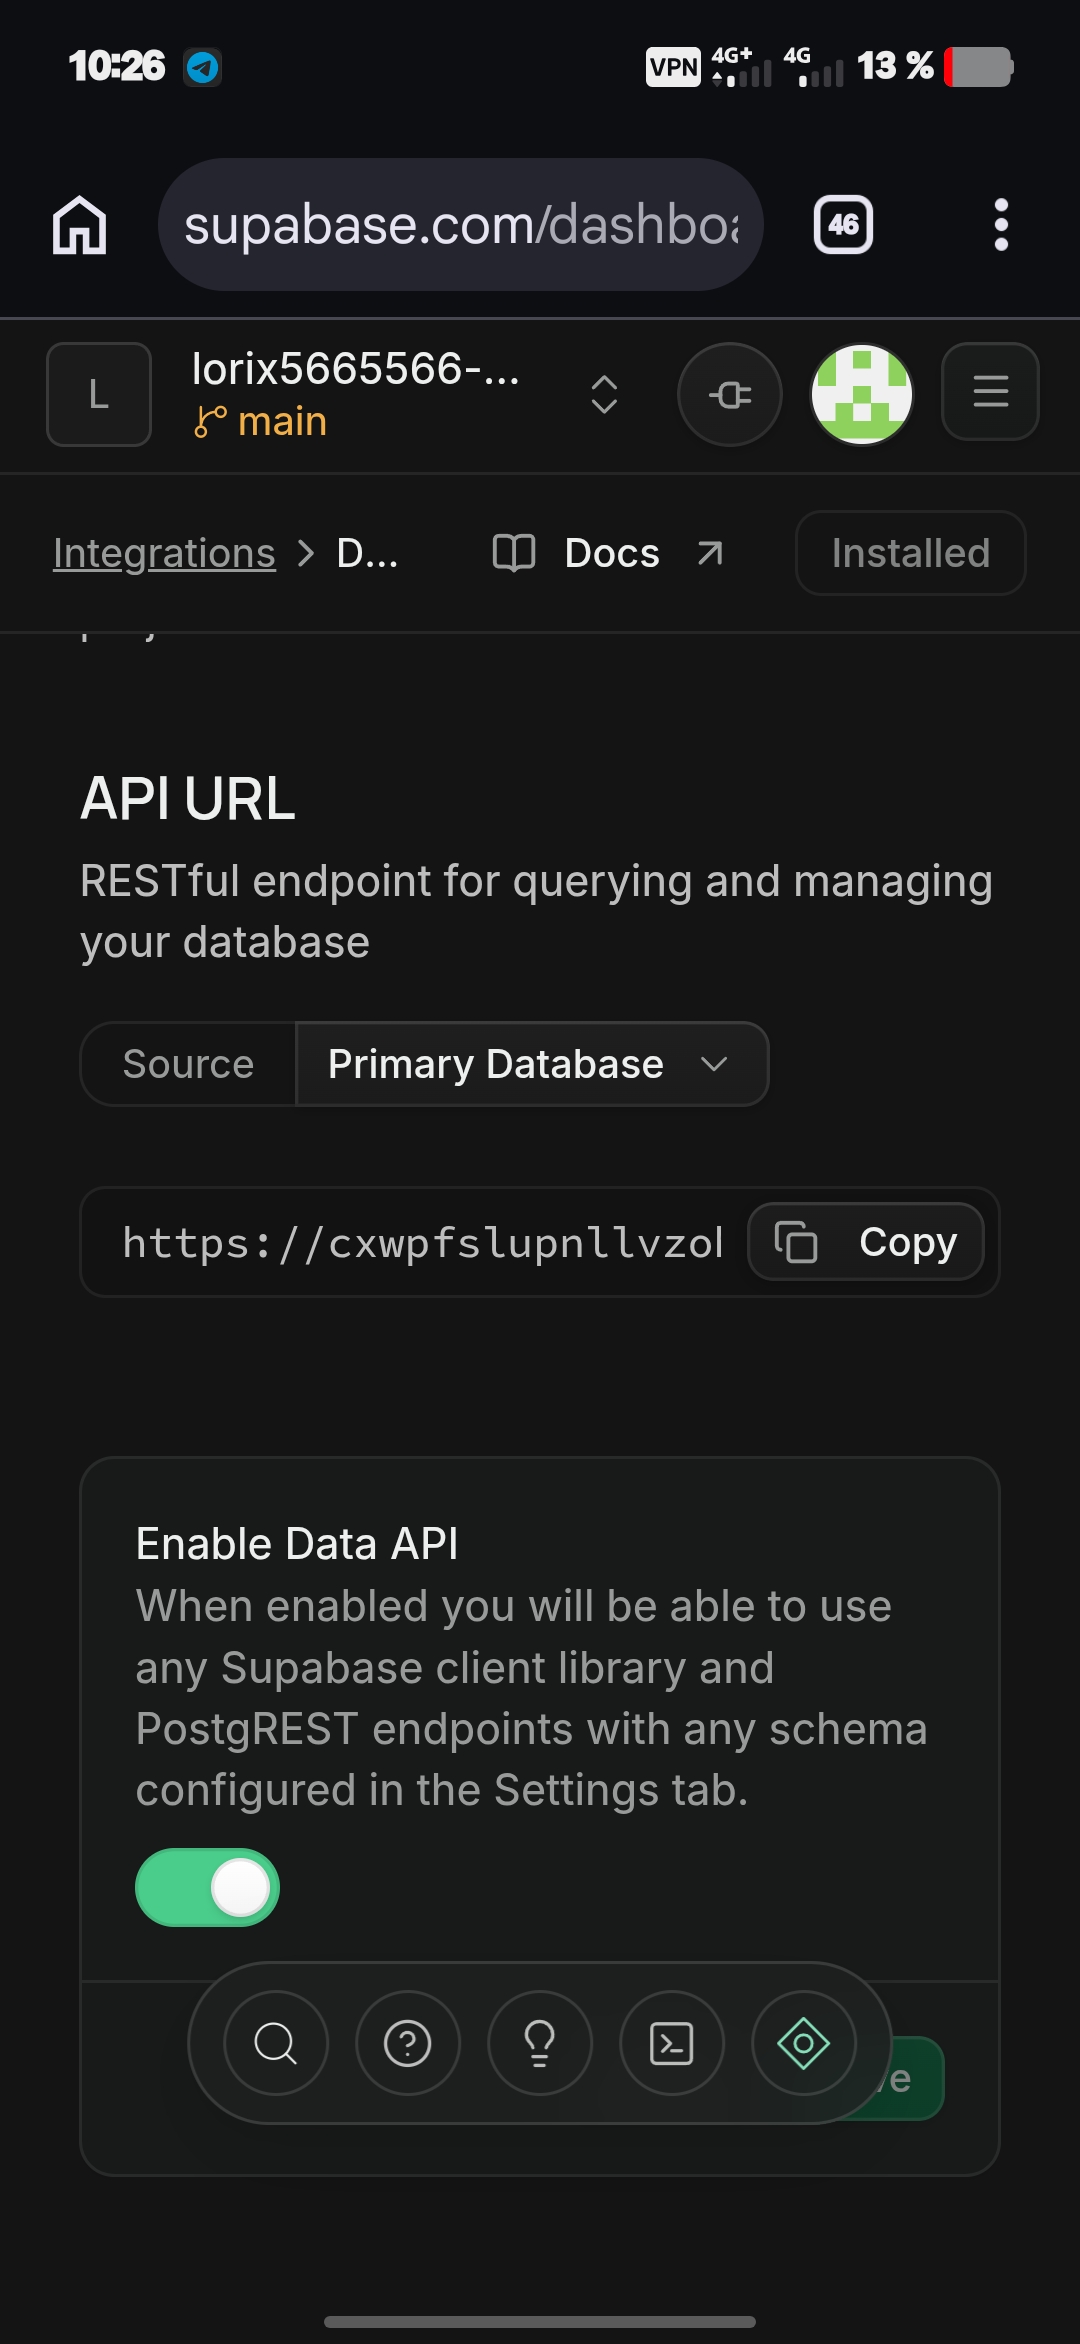 10:26
VPN 4G+ 4G 13 %
supabase.com/dashboa
46
L
lorix5665566-...
main
Integrations > D... Docs Installed
API URL
RESTful endpoint for querying and managing
your database
Source Primary Database
https://cxwpfslupnllvzol Copy
Enable Data API
When enabled you will be able to use
any Supabase client library and
PostgREST endpoints with any schema
configured in the Settings tab.